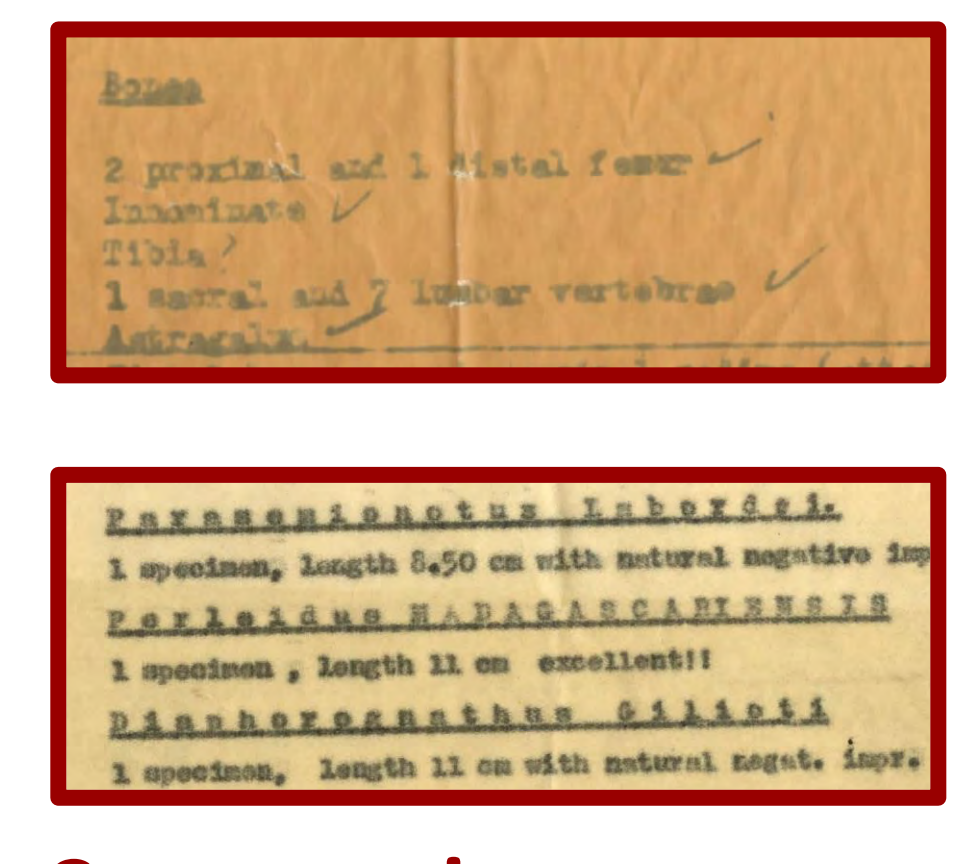 Bones
2 proximal and 1 distal femur ✓
Innominate ✓
Tibia ?
1 sacral and 7 lumbar vertebrae ✓
Astragalus ✓
Parasemionotus Labordei.
1 specimen, length 8.50 cm with natural negative imp
Perleidus MADAGASCARIENSIS
1 specimen , length 11 cm excellent!!
1 specimen, length 11 cm with natural negat. impr.